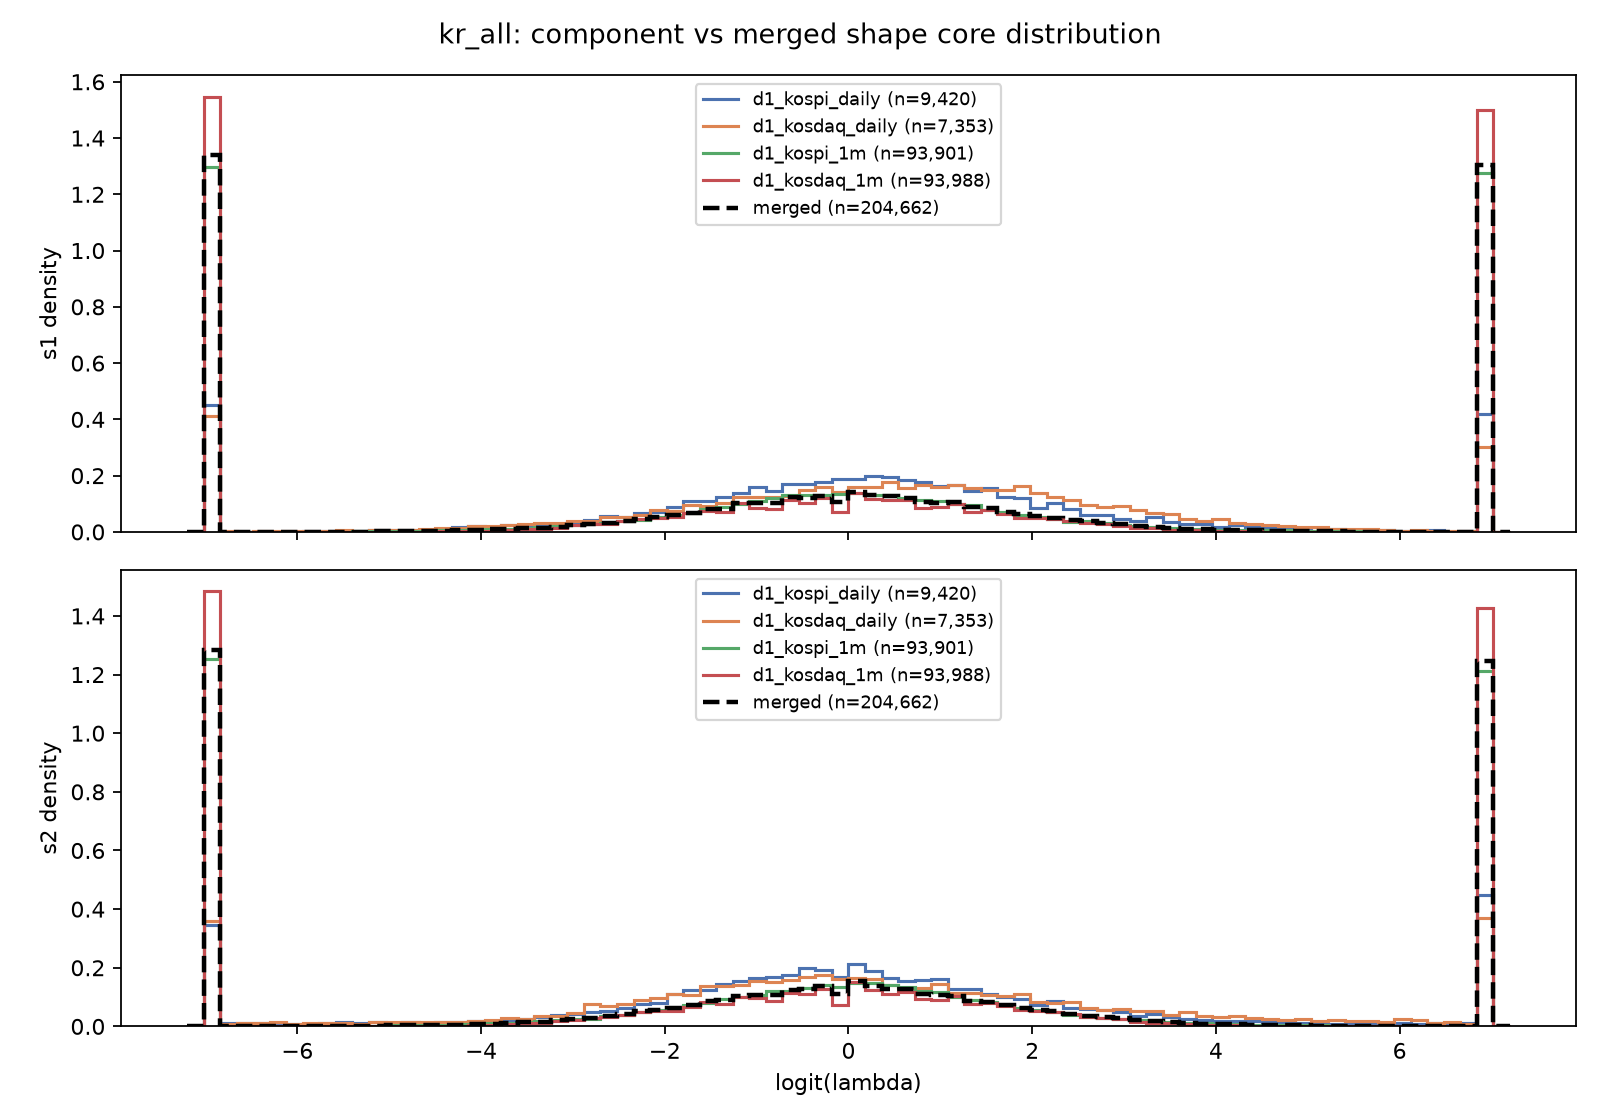 kr_all: component vs merged shape core distribution
1.6
1.4
1.2
1.0
0.8
0.6
0.4
0.2
0.0
s1 density
d1_kospi_daily (n=9,420)
d1_kosdaq_daily (n=7,353)
d1_kospi_1m (n=93,901)
d1_kosdaq_1m (n=93,988)
merged (n=204,662)
1.4
1.2
1.0
0.8
0.6
0.4
0.2
0.0
s2 density
d1_kospi_daily (n=9,420)
d1_kosdaq_daily (n=7,353)
d1_kospi_1m (n=93,901)
d1_kosdaq_1m (n=93,988)
merged (n=204,662)
−6 −4 −2 0 2 4 6
logit(lambda)